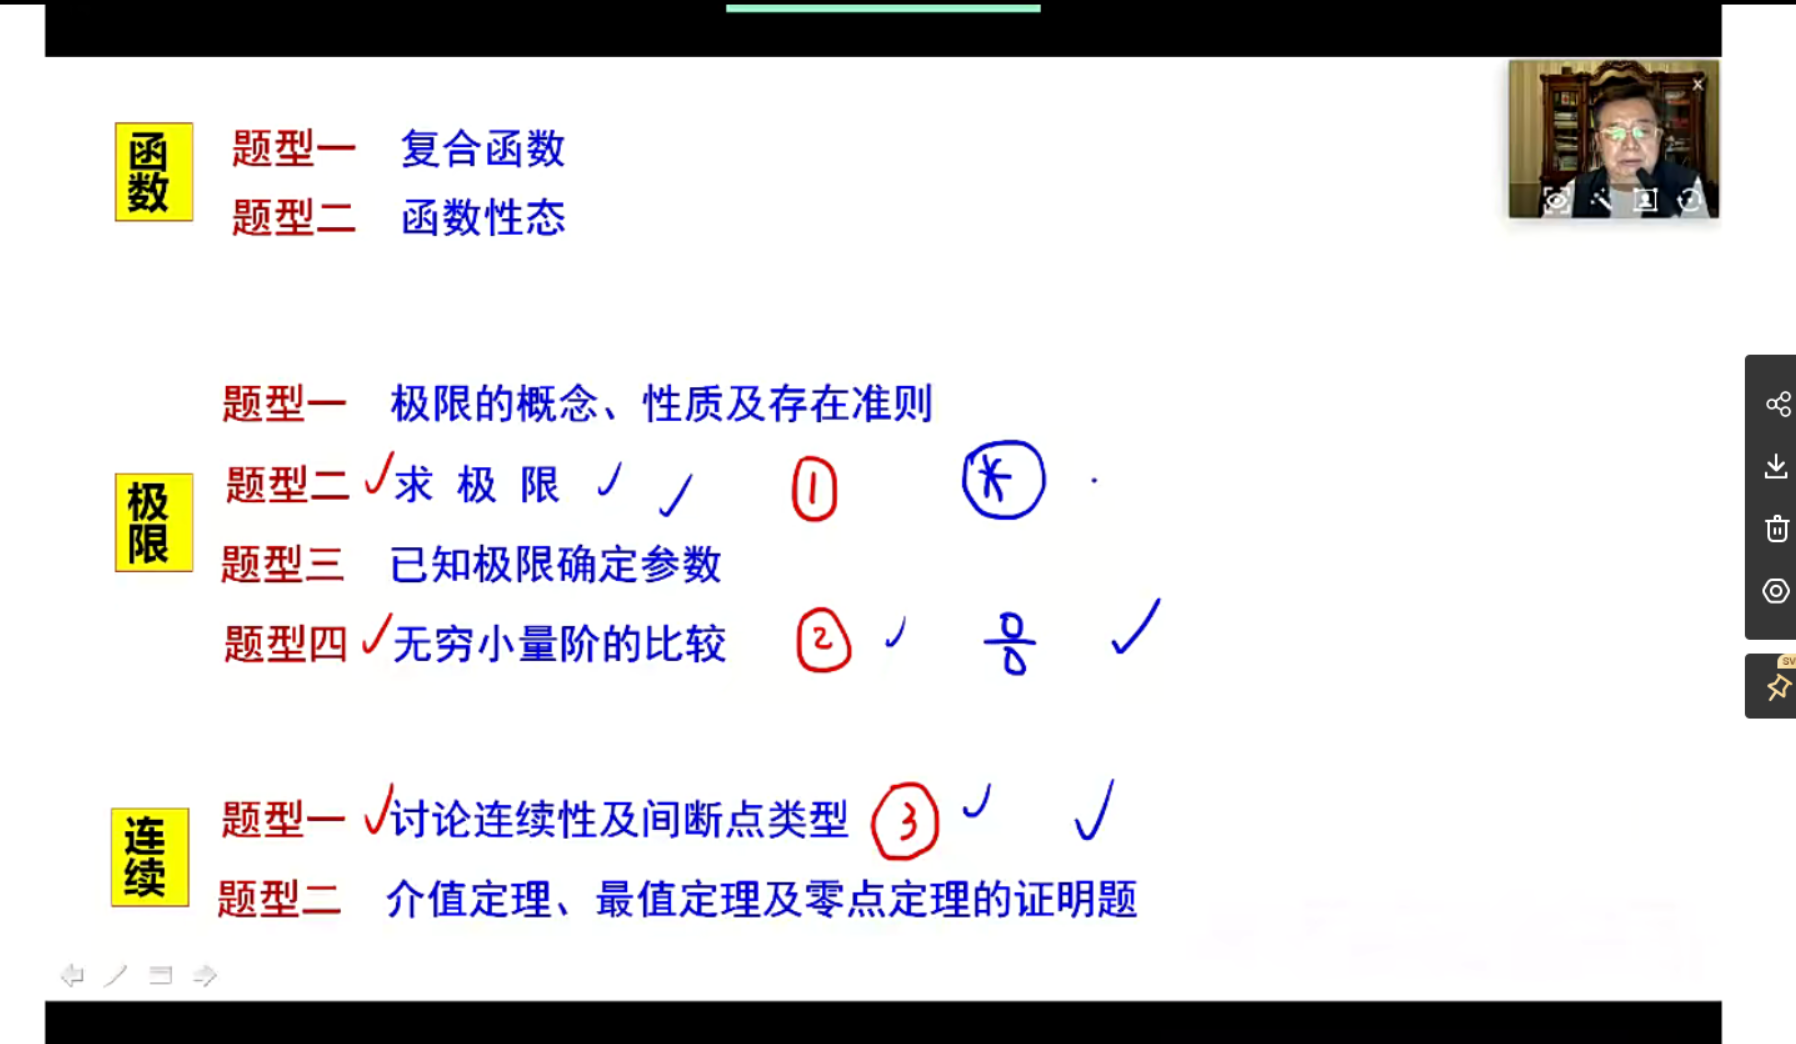 函数
题型一 复合函数
题型二 函数性态
极限
题型一 极限的概念、性质及存在准则
题型二 ✓求 极 限 ✓ ✓ ① *
题型三 已知极限确定参数
题型四 ✓无穷小量阶的比较 ② ✓ 0/0 ✓
连续
题型一 ✓讨论连续性及间断点类型 ③ ✓ ✓
题型二 介值定理、最值定理及零点定理的证明题